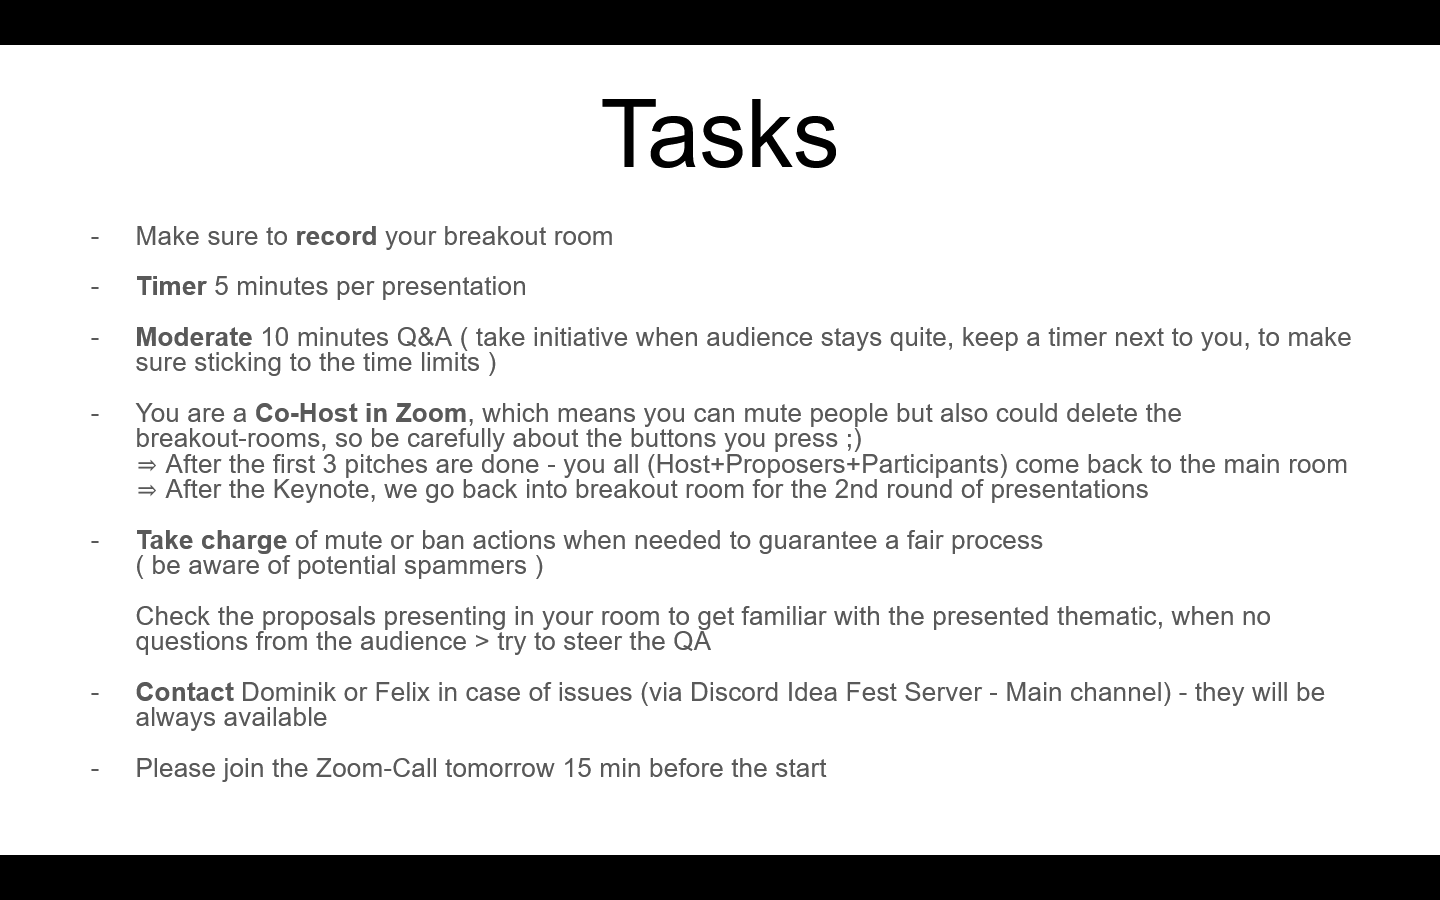 Tasks
- Make sure to record your breakout room
- Timer 5 minutes per presentation
- Moderate 10 minutes Q&A ( take initiative when audience stays quite, keep a timer next to you, to make
sure sticking to the time limits )
- You are a Co-Host in Zoom, which means you can mute people but also could delete the
breakout-rooms, so be carefully about the buttons you press ;)
⇒ After the first 3 pitches are done - you all (Host+Proposers+Participants) come back to the main room
⇒ After the Keynote, we go back into breakout room for the 2nd round of presentations
- Take charge of mute or ban actions when needed to guarantee a fair process
( be aware of potential spammers )
Check the proposals presenting in your room to get familiar with the presented thematic, when no
questions from the audience > try to steer the QA
- Contact Dominik or Felix in case of issues (via Discord Idea Fest Server - Main channel) - they will be
always available
- Please join the Zoom-Call tomorrow 15 min before the start